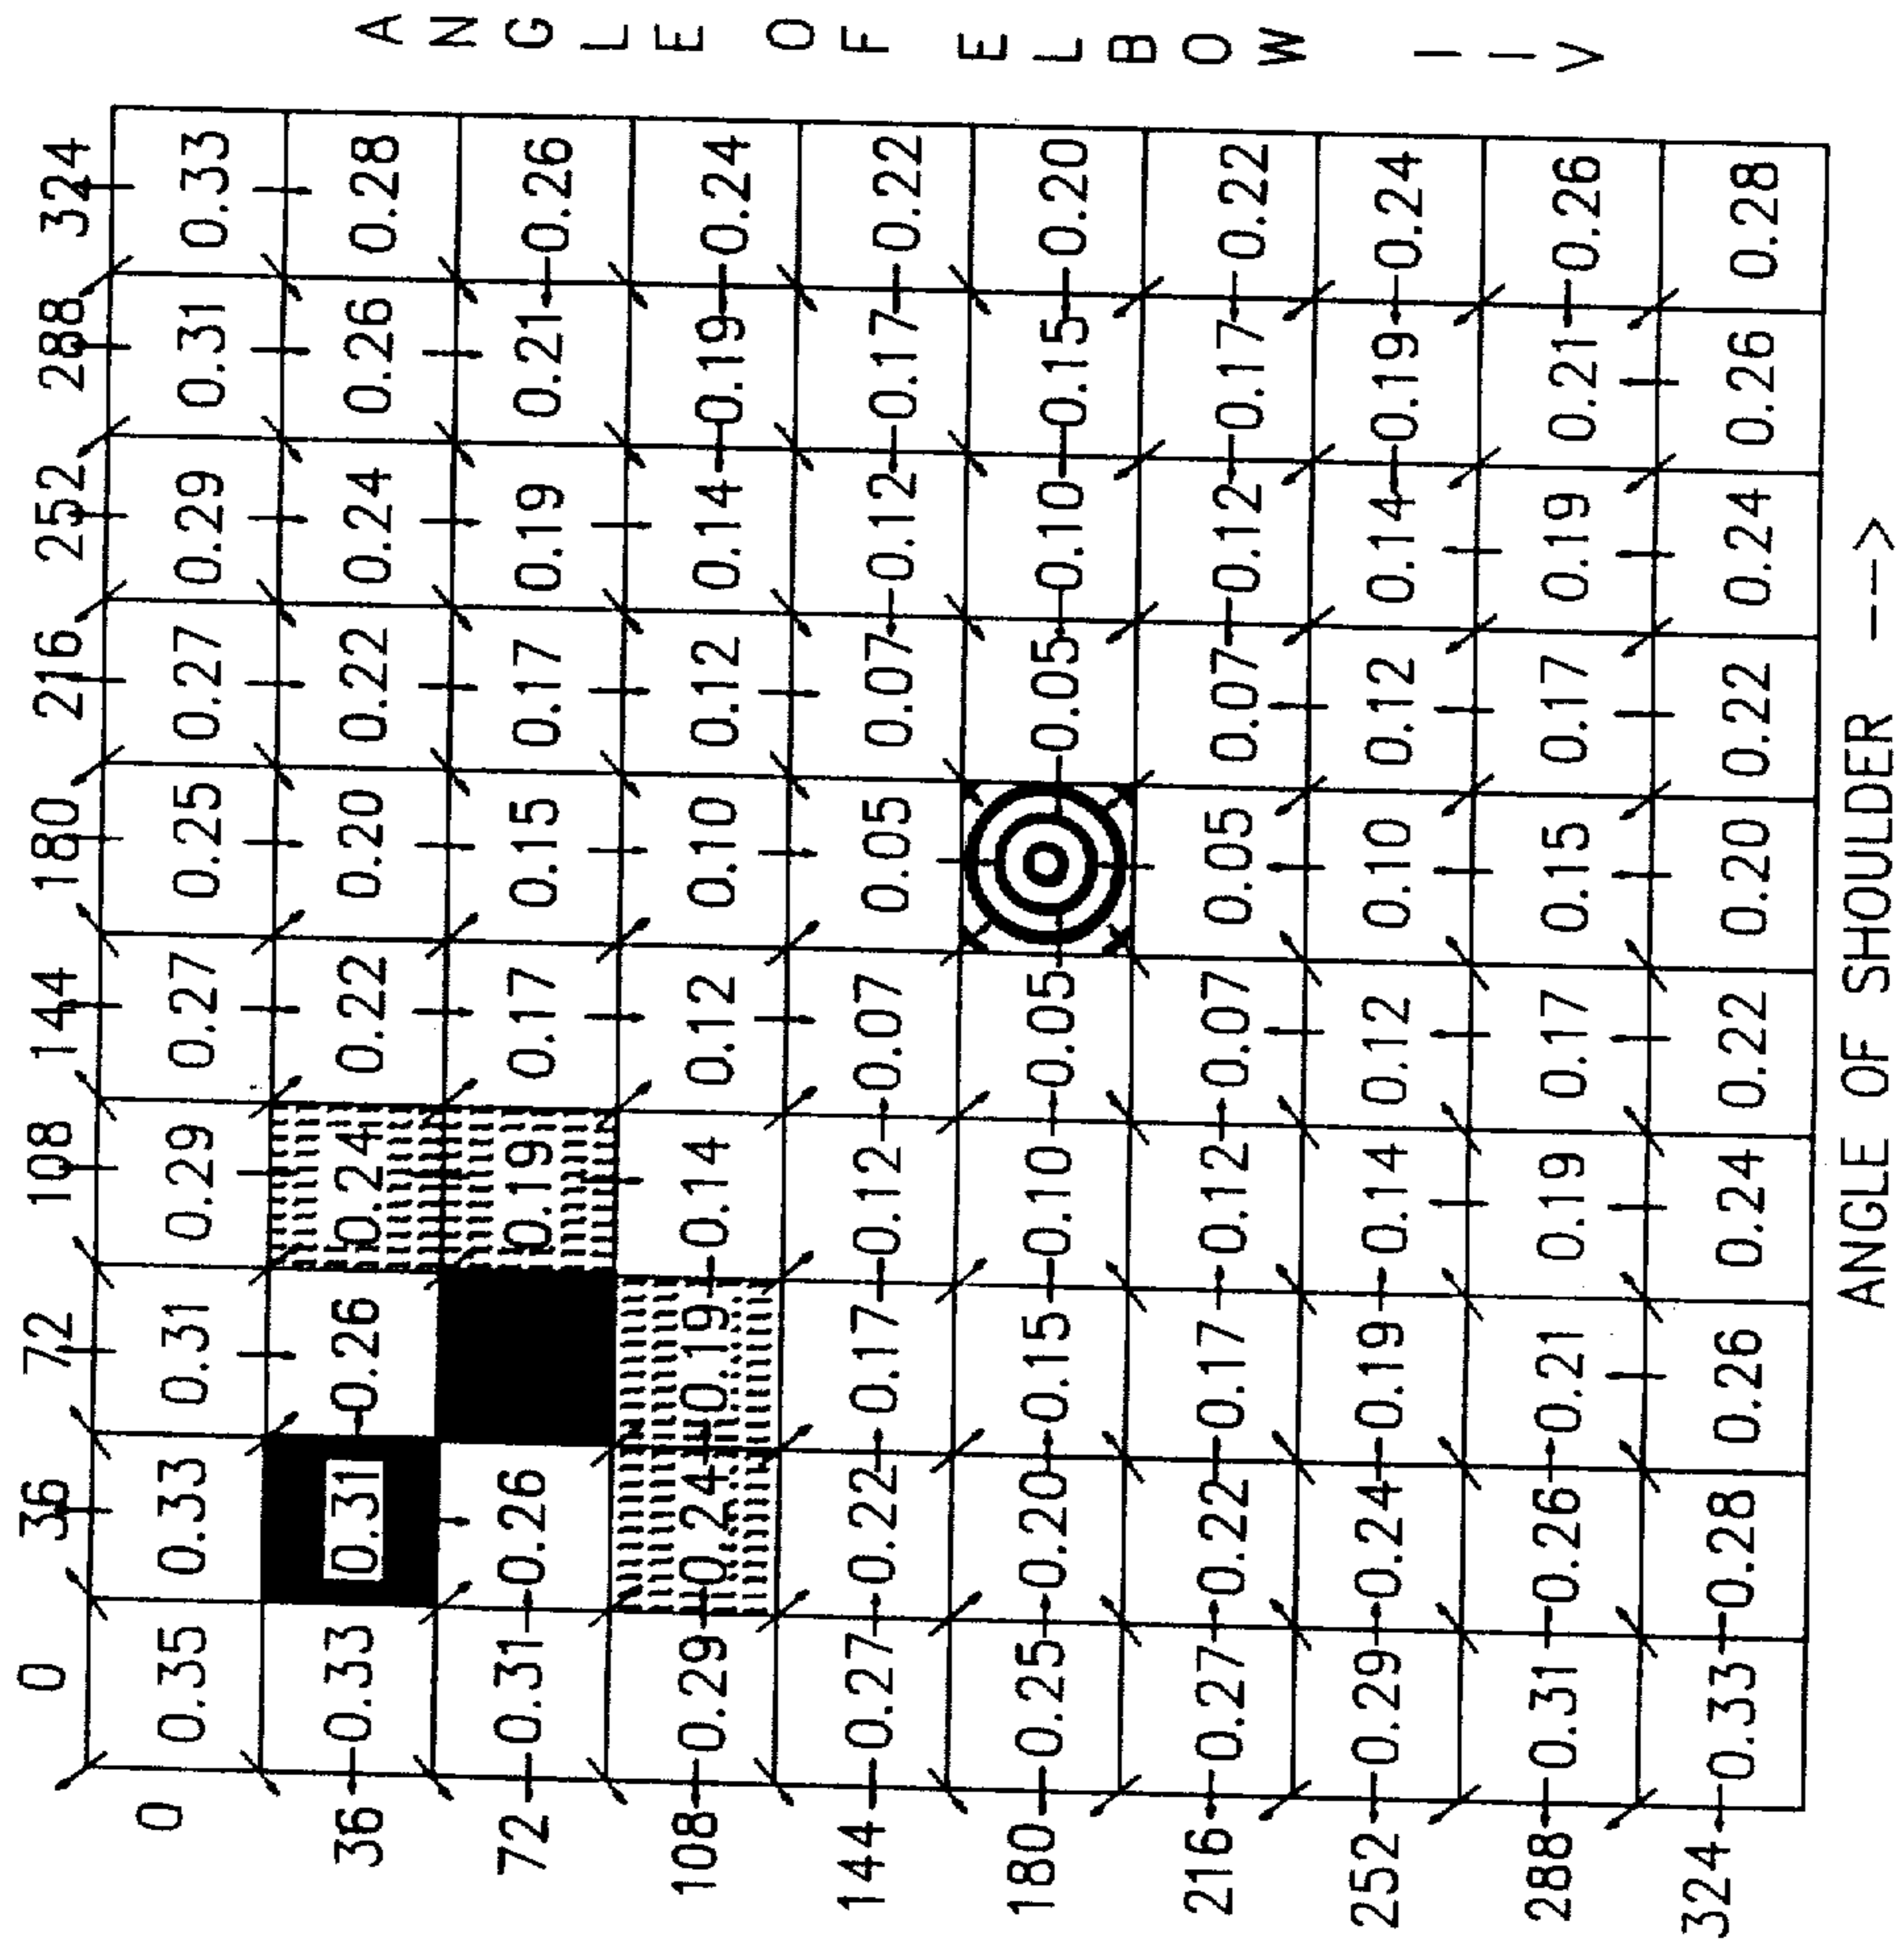 0 36 72 108 144 180 216 252 288 324
0 0.35 0.33 0.31 0.29 0.27 0.25 0.27 0.29 0.31 0.33
36 0.33 0.31 0.26 0.24 0.22 0.20 0.22 0.24 0.26 0.28
72 0.31 0.26 0.19 0.17 0.15 0.17 0.19 0.21 0.26
108 0.29 0.24 0.19 0.14 0.12 0.10 0.12 0.14 0.19 0.24
144 0.27 0.22 0.17 0.12 0.07 0.05 0.07 0.12 0.17 0.22
180 0.25 0.20 0.15 0.10 0.05 0.05 0.10 0.15 0.20
216 0.27 0.22 0.17 0.12 0.07 0.05 0.07 0.12 0.17 0.22
252 0.29 0.24 0.19 0.14 0.12 0.10 0.12 0.14 0.19 0.24
288 0.31 0.26 0.21 0.19 0.17 0.15 0.17 0.19 0.21 0.26
324 0.33 0.28 0.26 0.24 0.22 0.20 0.22 0.24 0.26 0.28
ANGLE OF SHOULDER --->
ANGLE OF ELBOW I I V